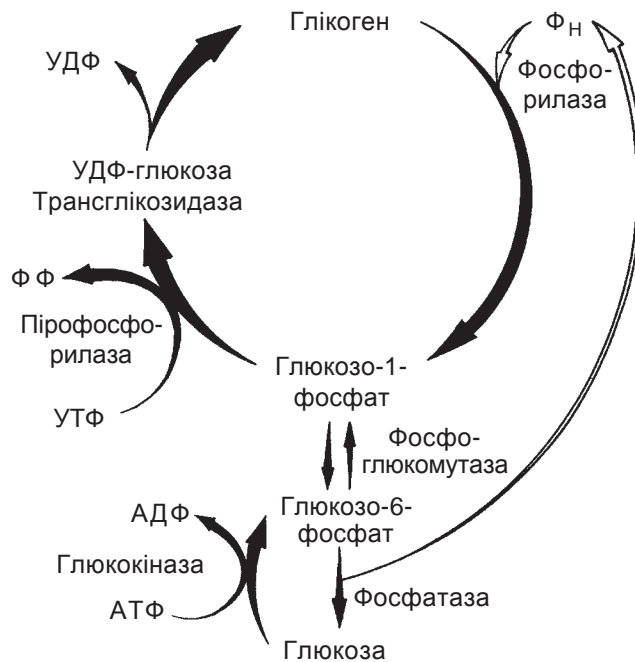 Глікоген
Ф Н
УДФ
Фосфо-
рилаза
УДФ-глюкоза
Трансглікозидаза
Ф Ф
Пірофосфо-
рилаза
УТФ
Глюкозо-1-
фосфат
Фосфо-
глюкомутаза
Глюкозо-6-
фосфат
АДФ
Глюкокіназа
АТФ
Фосфатаза
Глюкоза